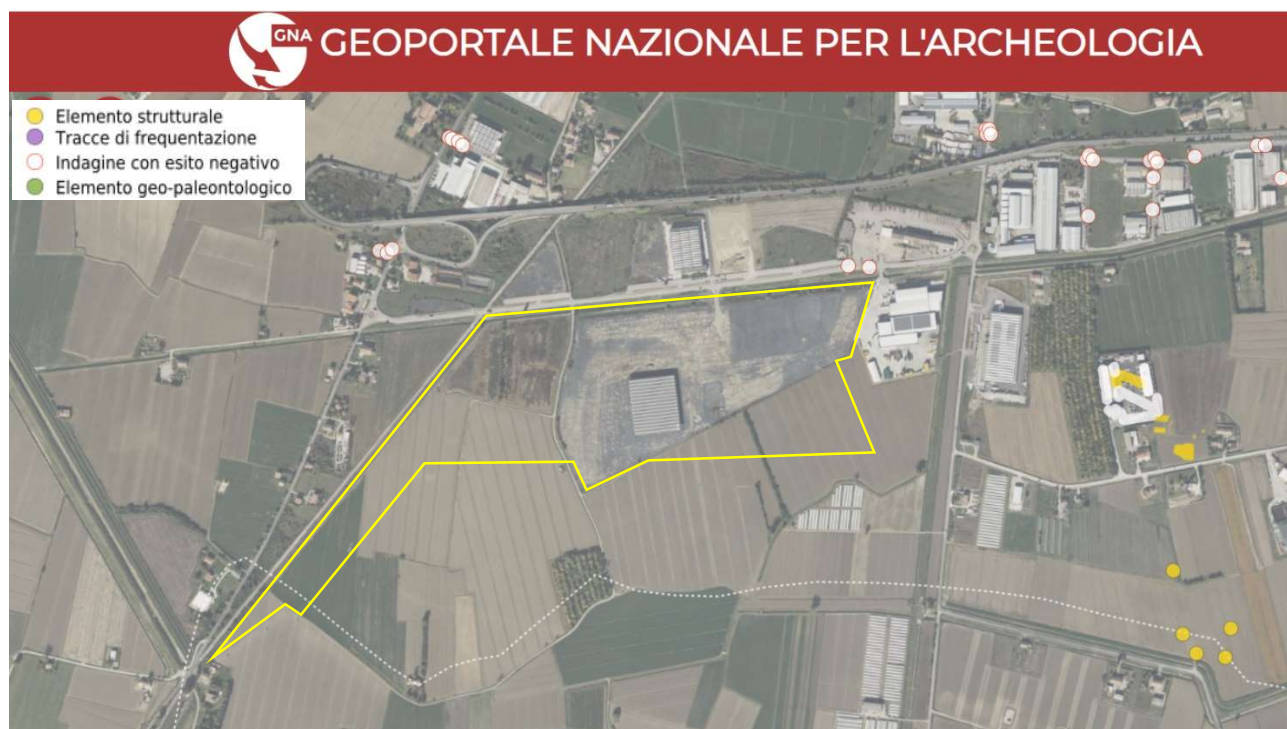 GNA
GEOPORTALE NAZIONALE PER L'ARCHEOLOGIA
Elemento strutturale
Tracce di frequentazione
Indagine con esito negativo
Elemento geo-paleontologico